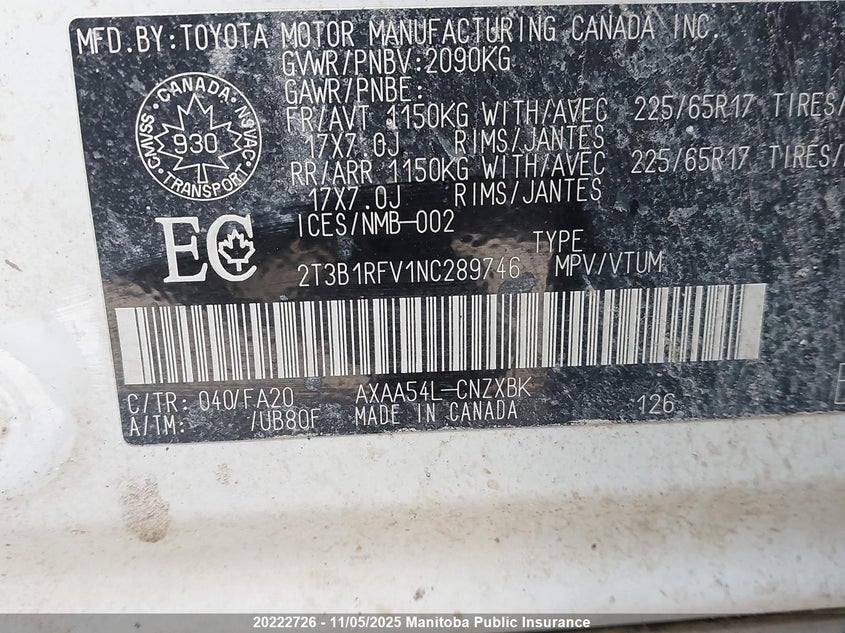 MFD.BY:TOYOTA MOTOR MANUFACTURING CANADA INC.
GVWR/PNBV:2090KG
GAWR/PNBE:
FR/AVT 1150KG WITH/AVEC 225/65R17 TIRES/
17X7.0J RIMS/JANTES
RR/ARR 1150KG WITH/AVEC 225/65R17 TIRES/
17X7.0J RIMS/JANTES
CANADA
CMVSS 930 NSVAC
TRANSPORT
ICES/NMB-002
EC
TYPE
2T3B1RFV1NC289746 MPV/VTUM
C/TR: 040/FA20 AXAA54L-CNZXBK 126
A/TM: /UB80F MADE IN CANADA
20222726 - 11/05/2025 Manitoba Public Insurance